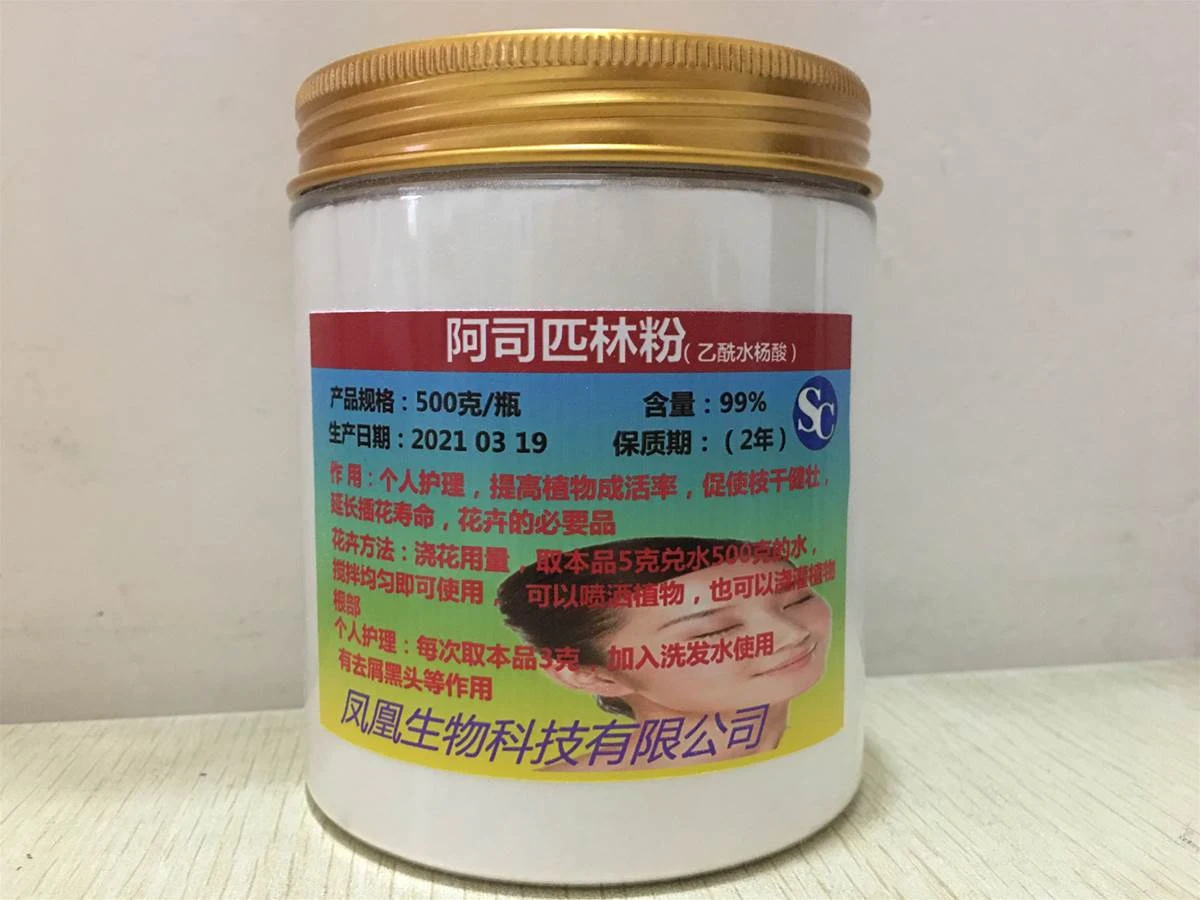 阿司匹林粉(乙酰水杨酸)
产品规格：500克/瓶 含量：99%
SC
生产日期：2021 03 19 保质期：（2年）
作 用：个人护理，提高植物成活率，促使枝干健壮，
延长插花寿命，花卉的必要品
花卉方法：浇花用量，取本品5克兑水500克的水，
搅拌均匀即可使用， 可以喷洒植物，也可以浇灌植物
根部
个人护理：每次取本品3克，加入洗发水使用
有去屑黑头等作用
凤凰生物科技有限公司